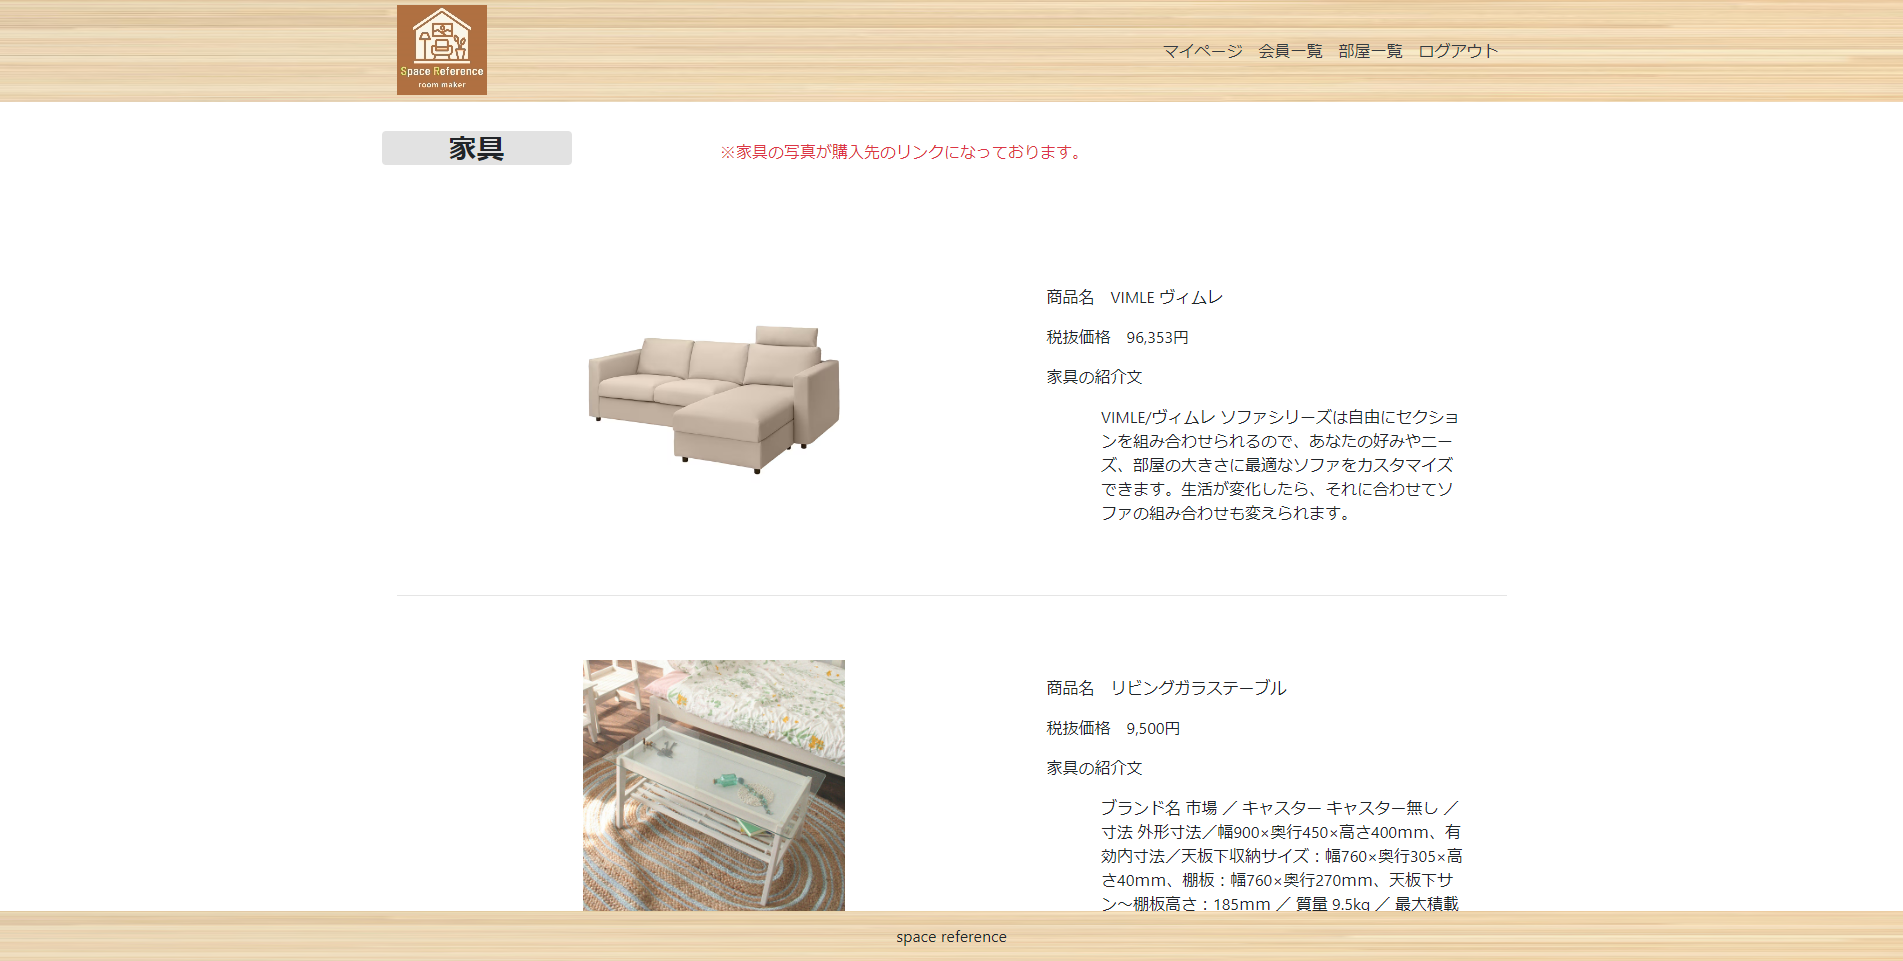 Space Reference
room maker
マイページ 会員一覧 部屋一覧 ログアウト
家具
※家具の写真が購入先のリンクになっております。
商品名 VIMLE ヴィムレ
税抜価格 96,353円
家具の紹介文
VIMLE/ヴィムレ ソファシリーズは自由にセクショ
ンを組み合わせられるので、あなたの好みやニー
ズ、部屋の大きさに最適なソファをカスタマイズ
できます。生活が変化したら、それに合わせてソ
ファの組み合わせも変えられます。
商品名 リビングガラステーブル
税抜価格 9,500円
家具の紹介文
ブランド名 市場 ／ キャスター キャスター無し ／
寸法 外形寸法／幅900×奥行450×高さ400mm、有
効内寸法／天板下収納サイズ：幅760×奥行305×高
さ40mm、棚板：幅760×奥行270mm、天板下サ
ン～棚板高さ：185mm ／ 質量 9.5kg ／ 最大積載
space reference